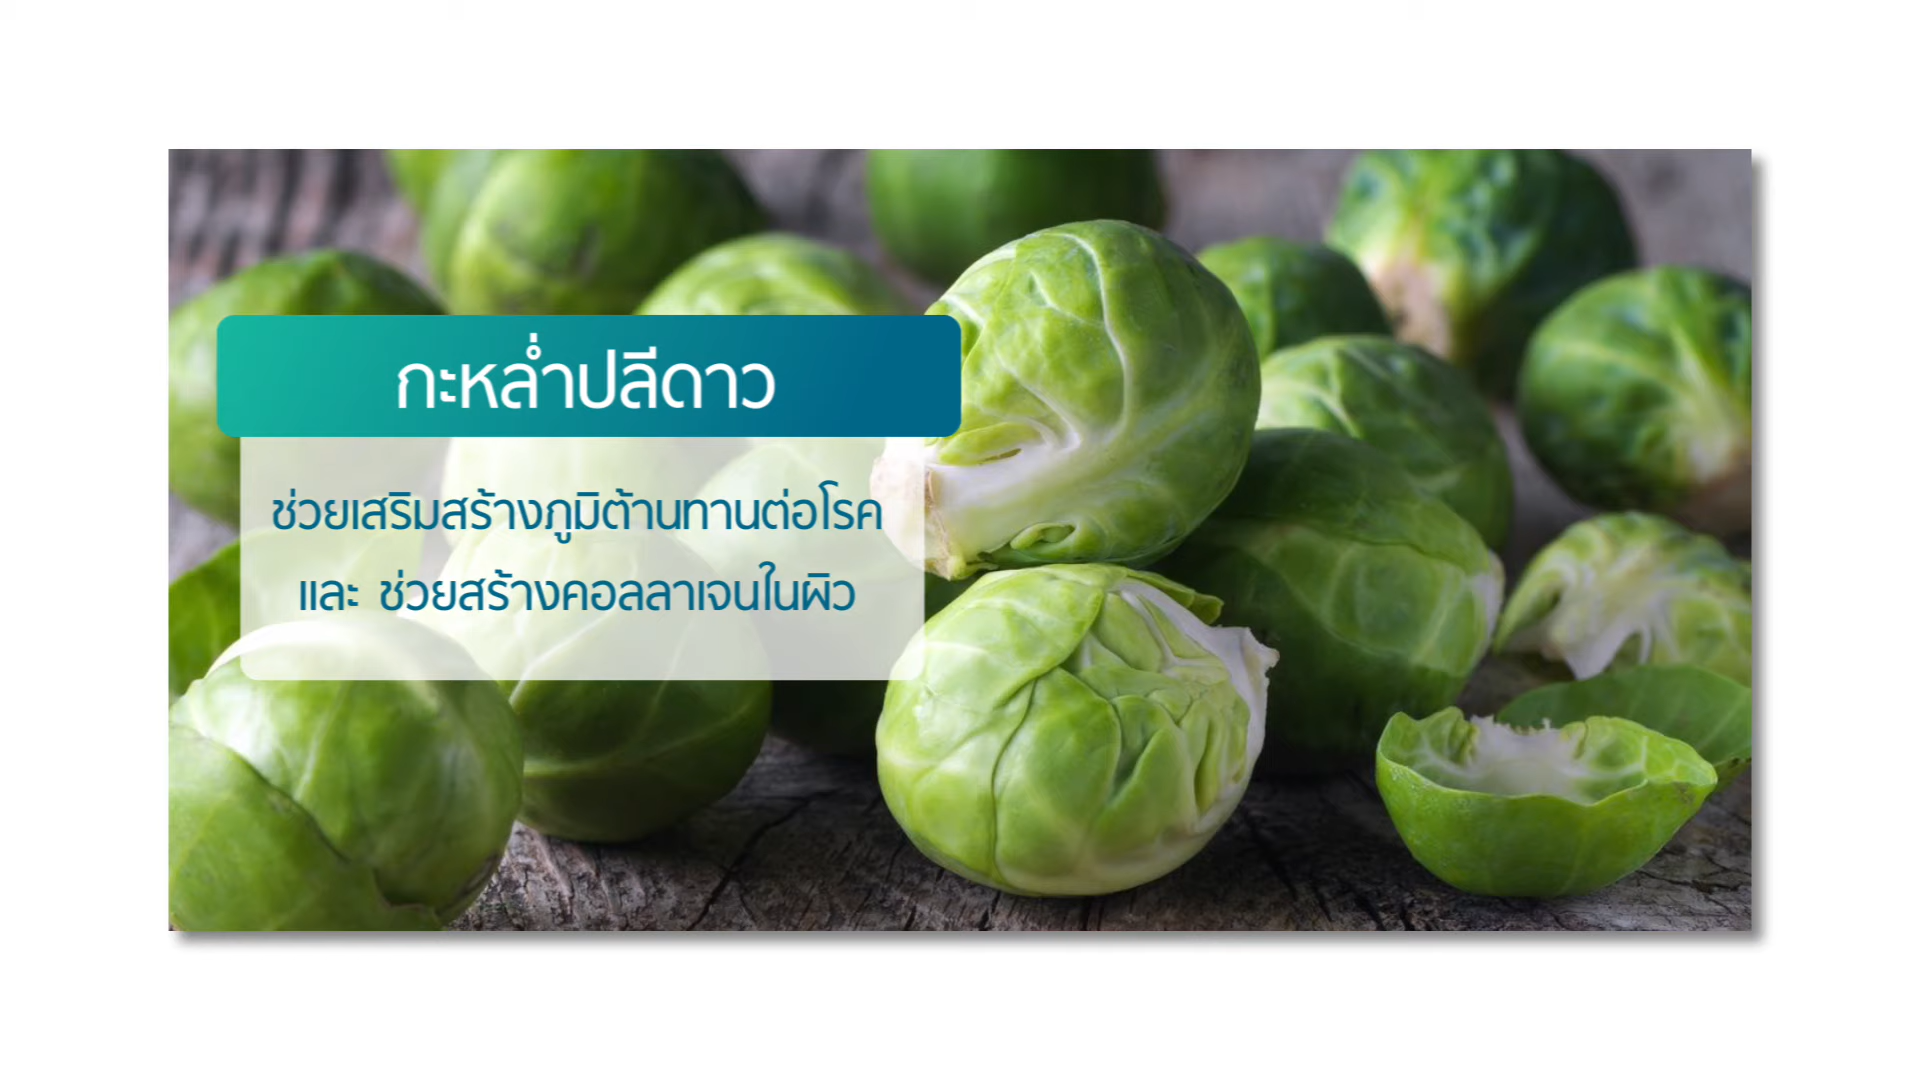 กะหล่ำปลีดาว
ช่วยเสริมสร้างภูมิต้านทานต่อโรค
และ ช่วยสร้างคอลลาเจนในผิว